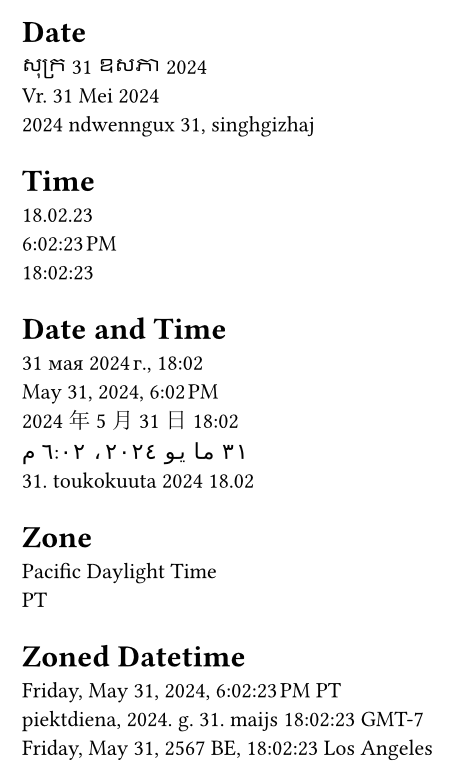 Date
សុក្រ 31 ឧសភា 2024
Vr. 31 Mei 2024
2024 ndwenngux 31, singhgizhaj
Time
18.02.23
6:02:23 PM
18:02:23
Date and Time
31 мая 2024 г., 18:02
May 31, 2024, 6:02 PM
2024 年 5 月 31 日 18:02
٣١ مايو ٢٠٢٤، ٦:٠٢ م
31. toukokuuta 2024 18.02
Zone
Pacific Daylight Time
PT
Zoned Datetime
Friday, May 31, 2024, 6:02:23 PM PT
piektdiena, 2024. g. 31. maijs 18:02:23 GMT-7
Friday, May 31, 2567 BE, 18:02:23 Los Angeles